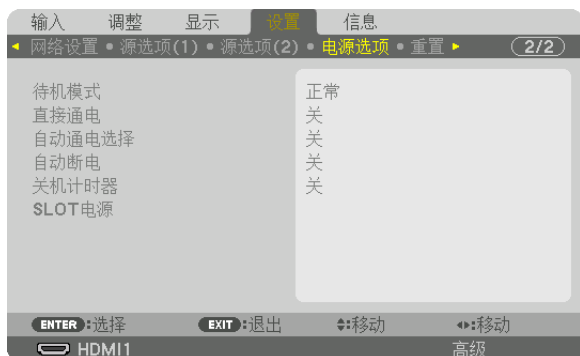 输入 调整 显示 设置 信息
网络设置 • 源选项(1) • 源选项(2) • 电源选项 • 重置 2/2
待机模式 正常
直接通电 关
自动通电选择 关
自动断电 关
关机计时器 关
SLOT电源
ENTER:选择 EXIT:退出 :移动 :移动
HDMI1 高级